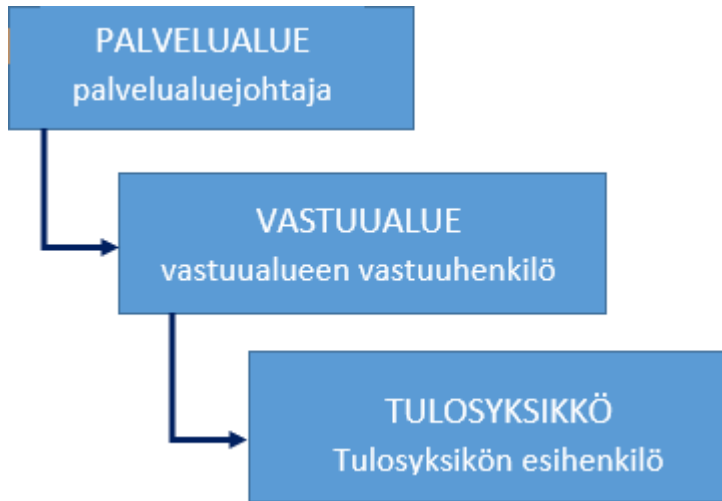 PALVELUALUE
palvelualuejohtaja
VASTUUALUE
vastuualueen vastuuhenkilö
TULOSYKSIKKÖ
Tulosyksikön esihenkilö